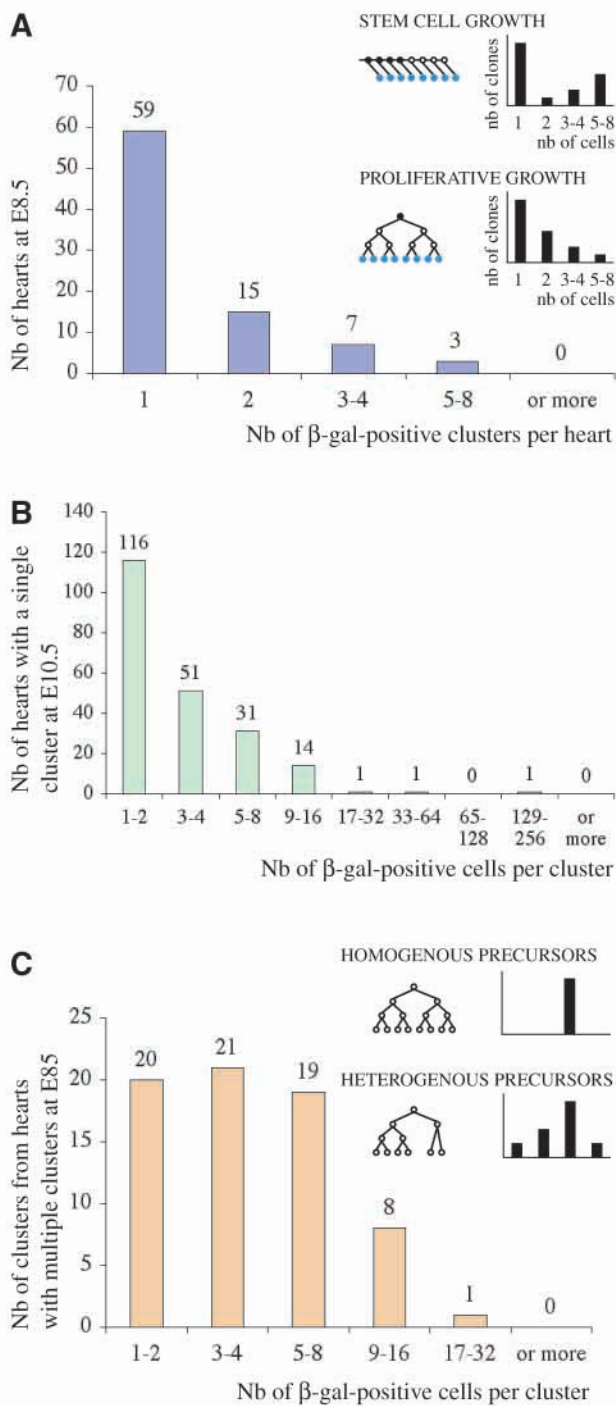 A
STEM CELL GROWTH
nb of clones
1 2 3-4 5-8
nb of cells
PROLIFERATIVE GROWTH
nb of clones
1 2 3-4 5-8
nb of cells
Nb of hearts at E8.5
70
60
50
40
30
20
10
0
59
15
7
3
0
1 2 3-4 5-8 or more
Nb of β-gal-positive clusters per heart
B
Nb of hearts with a single
cluster at E10.5
140
120
100
80
60
40
20
0
116
51
31
14
1
1
0
1
0
1-2 3-4 5-8 9-16 17-32 33-64 65- 129- or
128 256 more
Nb of β-gal-positive cells per cluster
C
HOMOGENOUS PRECURSORS
HETEROGENOUS PRECURSORS
Nb of clusters from hearts
with multiple clusters at E85
25
20
15
10
5
0
20
21
19
8
1
0
1-2 3-4 5-8 9-16 17-32 or more
Nb of β-gal-positive cells per cluster